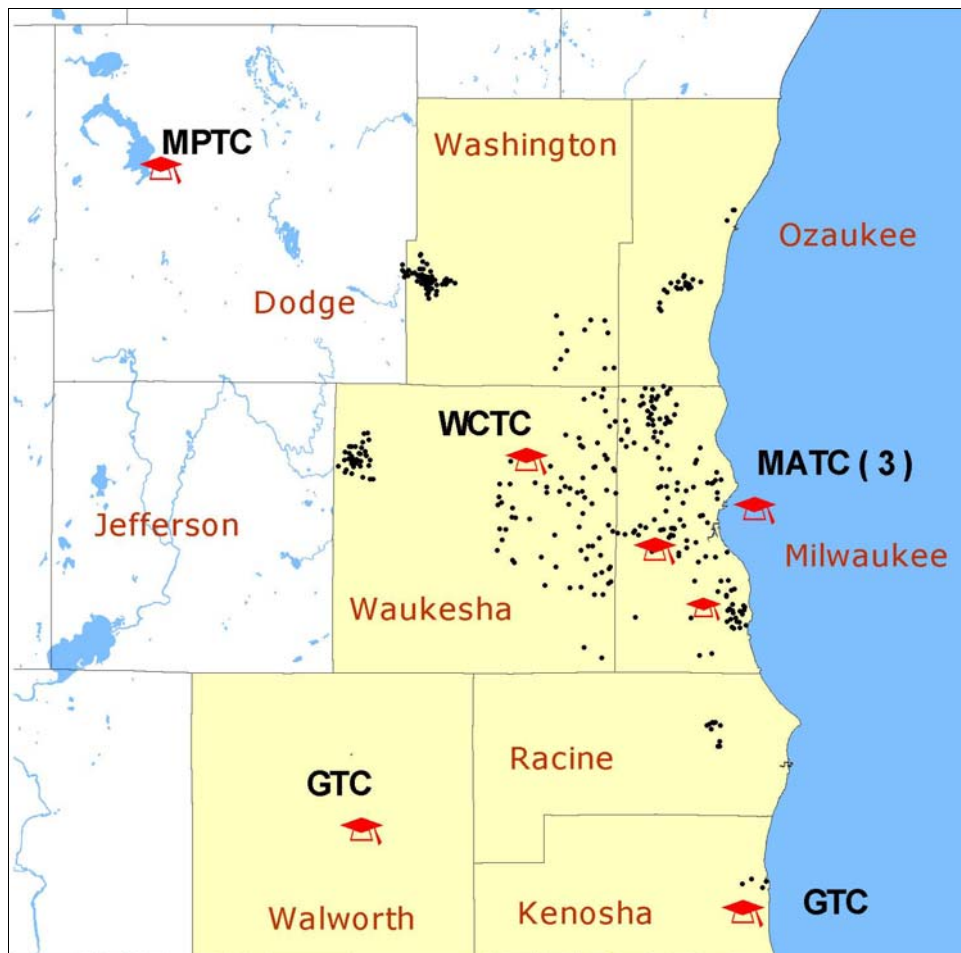 MPTC
Washington
Ozaukee
Dodge
WCTC
MATC ( 3 )
Jefferson
Milwaukee
Waukesha
Racine
GTC
Walworth
Kenosha
GTC